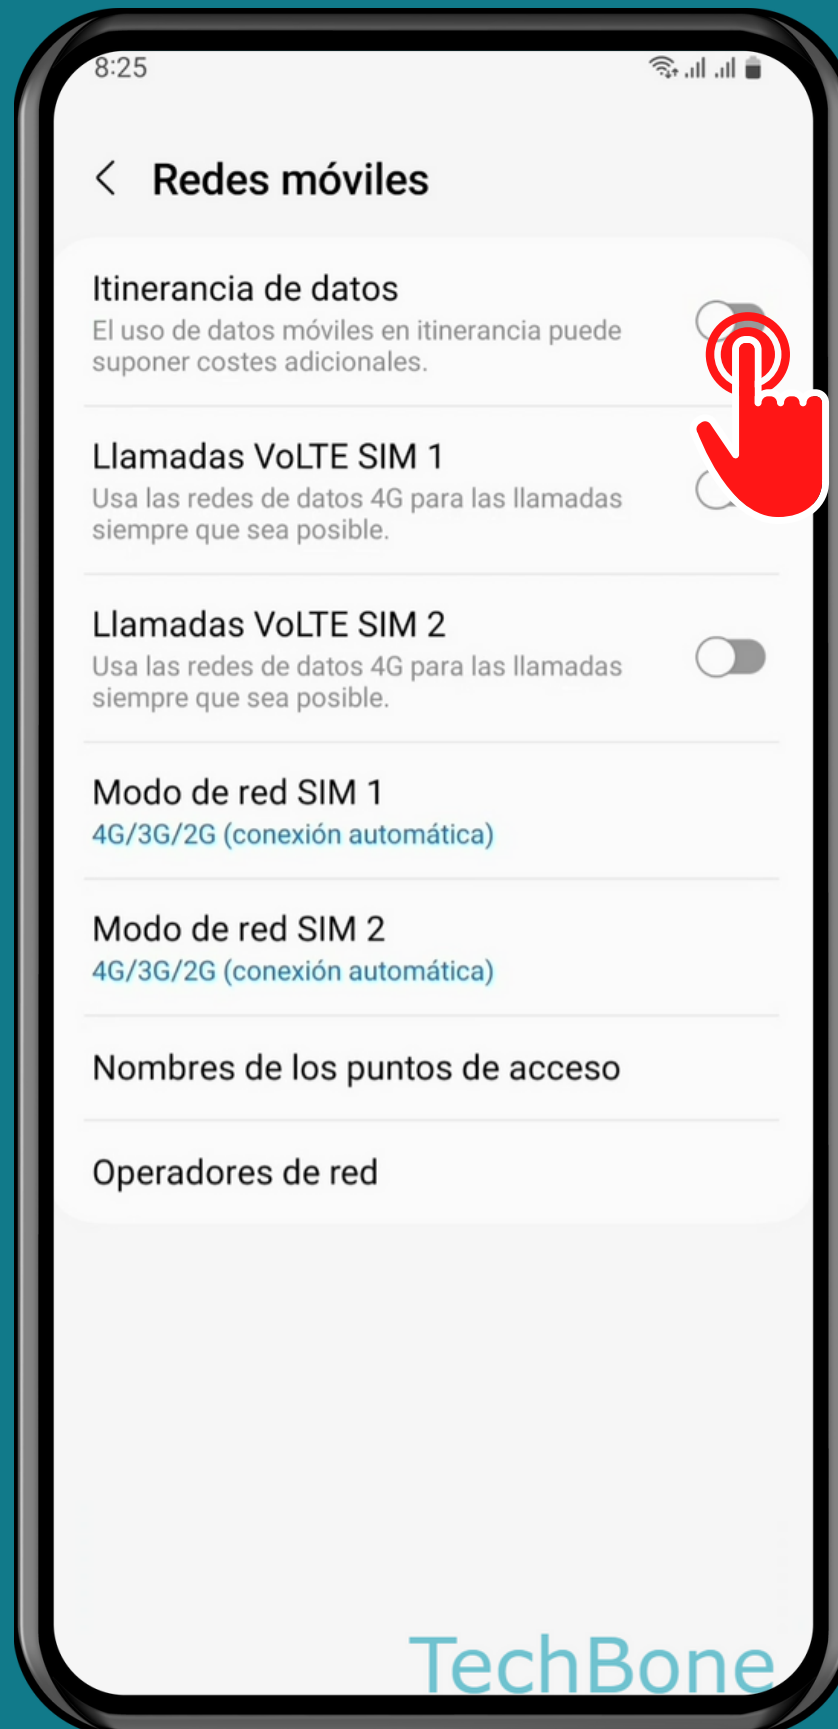 8:25
Redes móviles
Itinerancia de datos
El uso de datos móviles en itinerancia puede
suponer costes adicionales.
Llamadas VoLTE SIM 1
Usa las redes de datos 4G para las llamadas
siempre que sea posible.
Llamadas VoLTE SIM 2
Usa las redes de datos 4G para las llamadas
siempre que sea posible.
Modo de red SIM 1
4G/3G/2G (conexión automática)
Modo de red SIM 2
4G/3G/2G (conexión automática)
Nombres de los puntos de acceso
Operadores de red
TechBone